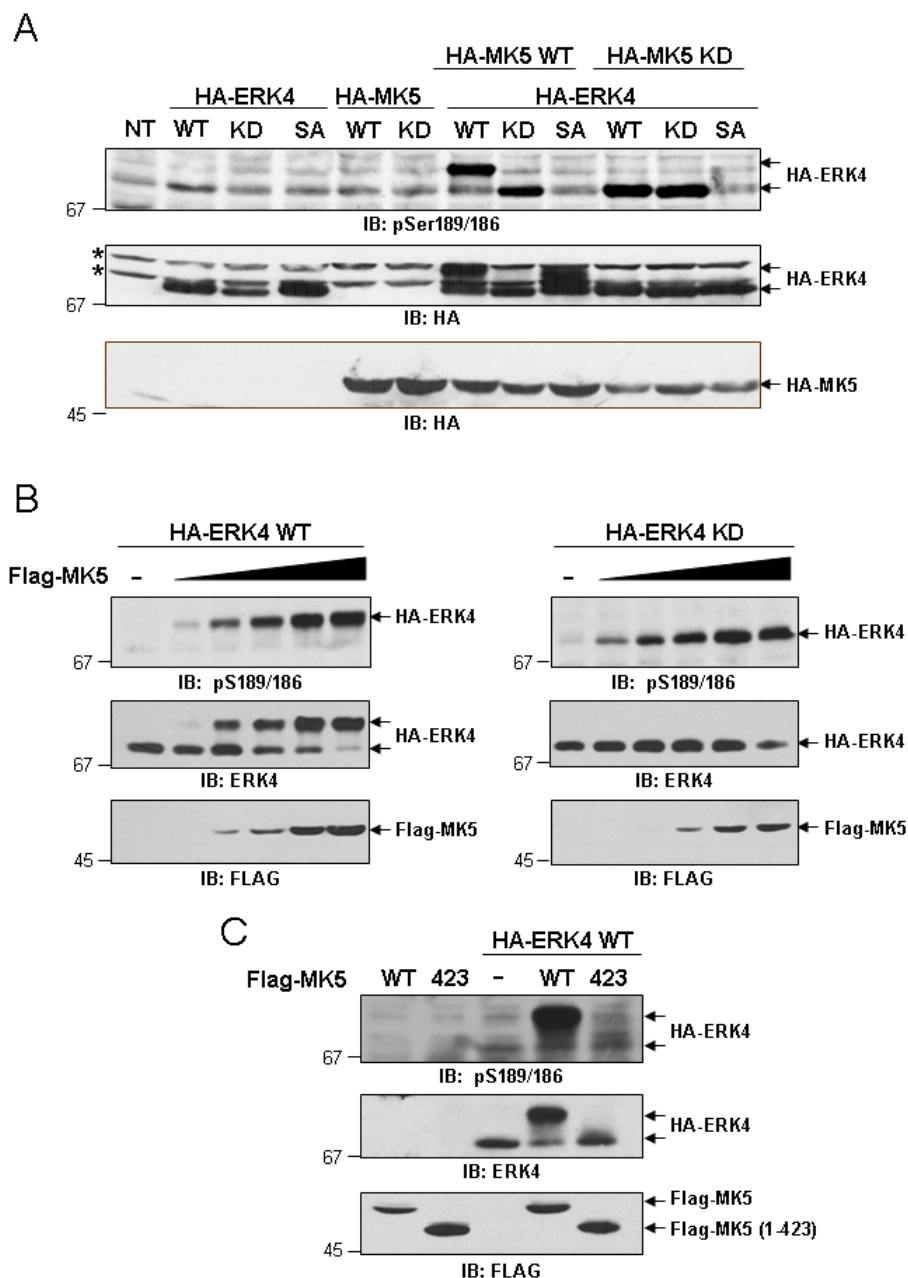 A
HA-MK5 WT HA-MK5 KD
HA-ERK4 HA-MK5 HA-ERK4
NT WT KD SA WT KD WT KD SA WT KD SA
HA-ERK4
67
IB: pSer189/186
*
*
HA-ERK4
67
IB: HA
HA-MK5
45
IB: HA
B
HA-ERK4 WT
Flag-MK5 -
HA-ERK4
67
IB: pS189/186
HA-ERK4
67
IB: ERK4
Flag-MK5
45
IB: FLAG
HA-ERK4 KD
-
HA-ERK4
67
IB: pS189/186
HA-ERK4
67
IB: ERK4
Flag-MK5
45
IB: FLAG
C
HA-ERK4 WT
Flag-MK5 WT 423 - WT 423
HA-ERK4
67
IB: pS189/186
HA-ERK4
67
IB: ERK4
Flag-MK5
Flag-MK5 (1-423)
45
IB: FLAG